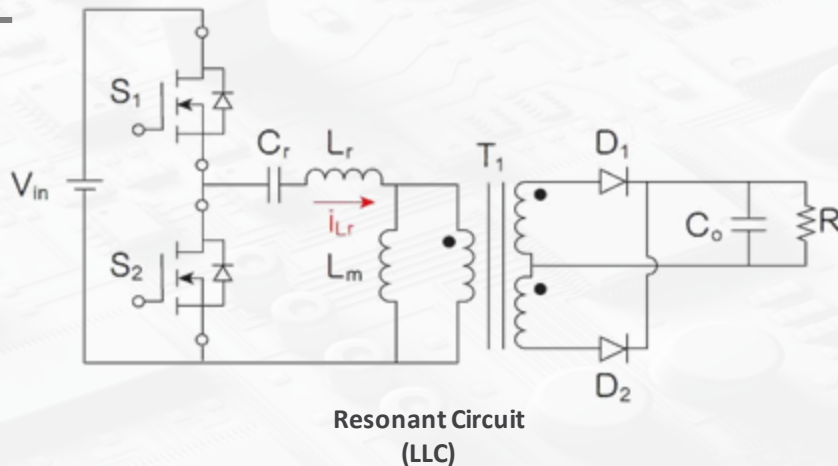 S₁
Vin
Cr
Lr
iLr
Lm
T₁
D₁
Co
R
S₂
D₂
Resonant Circuit
(LLC)